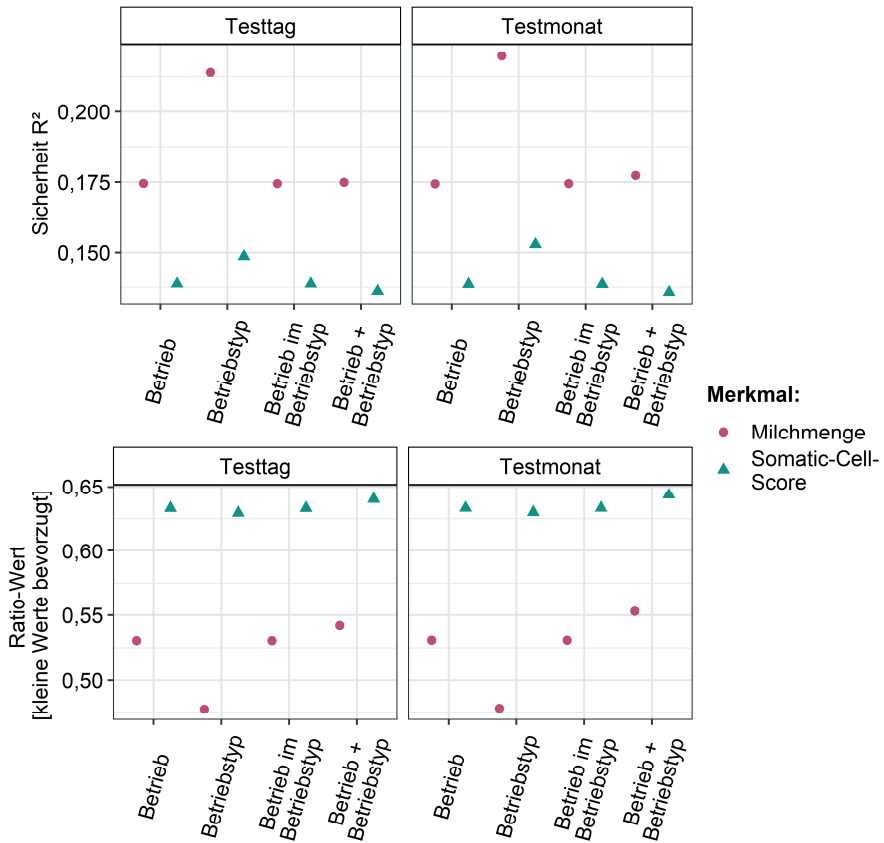 Testtag
Testmonat
Sicherheit R²
0,200
0,175
0,150
Betrieb
Betriebstyp
Betrieb im
Betriebstyp
Betrieb +
Betriebstyp
Betrieb
Betriebstyp
Betrieb im
Betriebstyp
Betrieb +
Betriebstyp
Merkmal:
Milchmenge
Somatic-Cell-
Score
Testtag
Testmonat
Ratio-Wert
[kleine Werte bevorzugt]
0,65
0,60
0,55
0,50
Betrieb
Betriebstyp
Betrieb im
Betriebstyp
Betrieb +
Betriebstyp
Betrieb
Betriebstyp
Betrieb im
Betriebstyp
Betrieb +
Betriebstyp